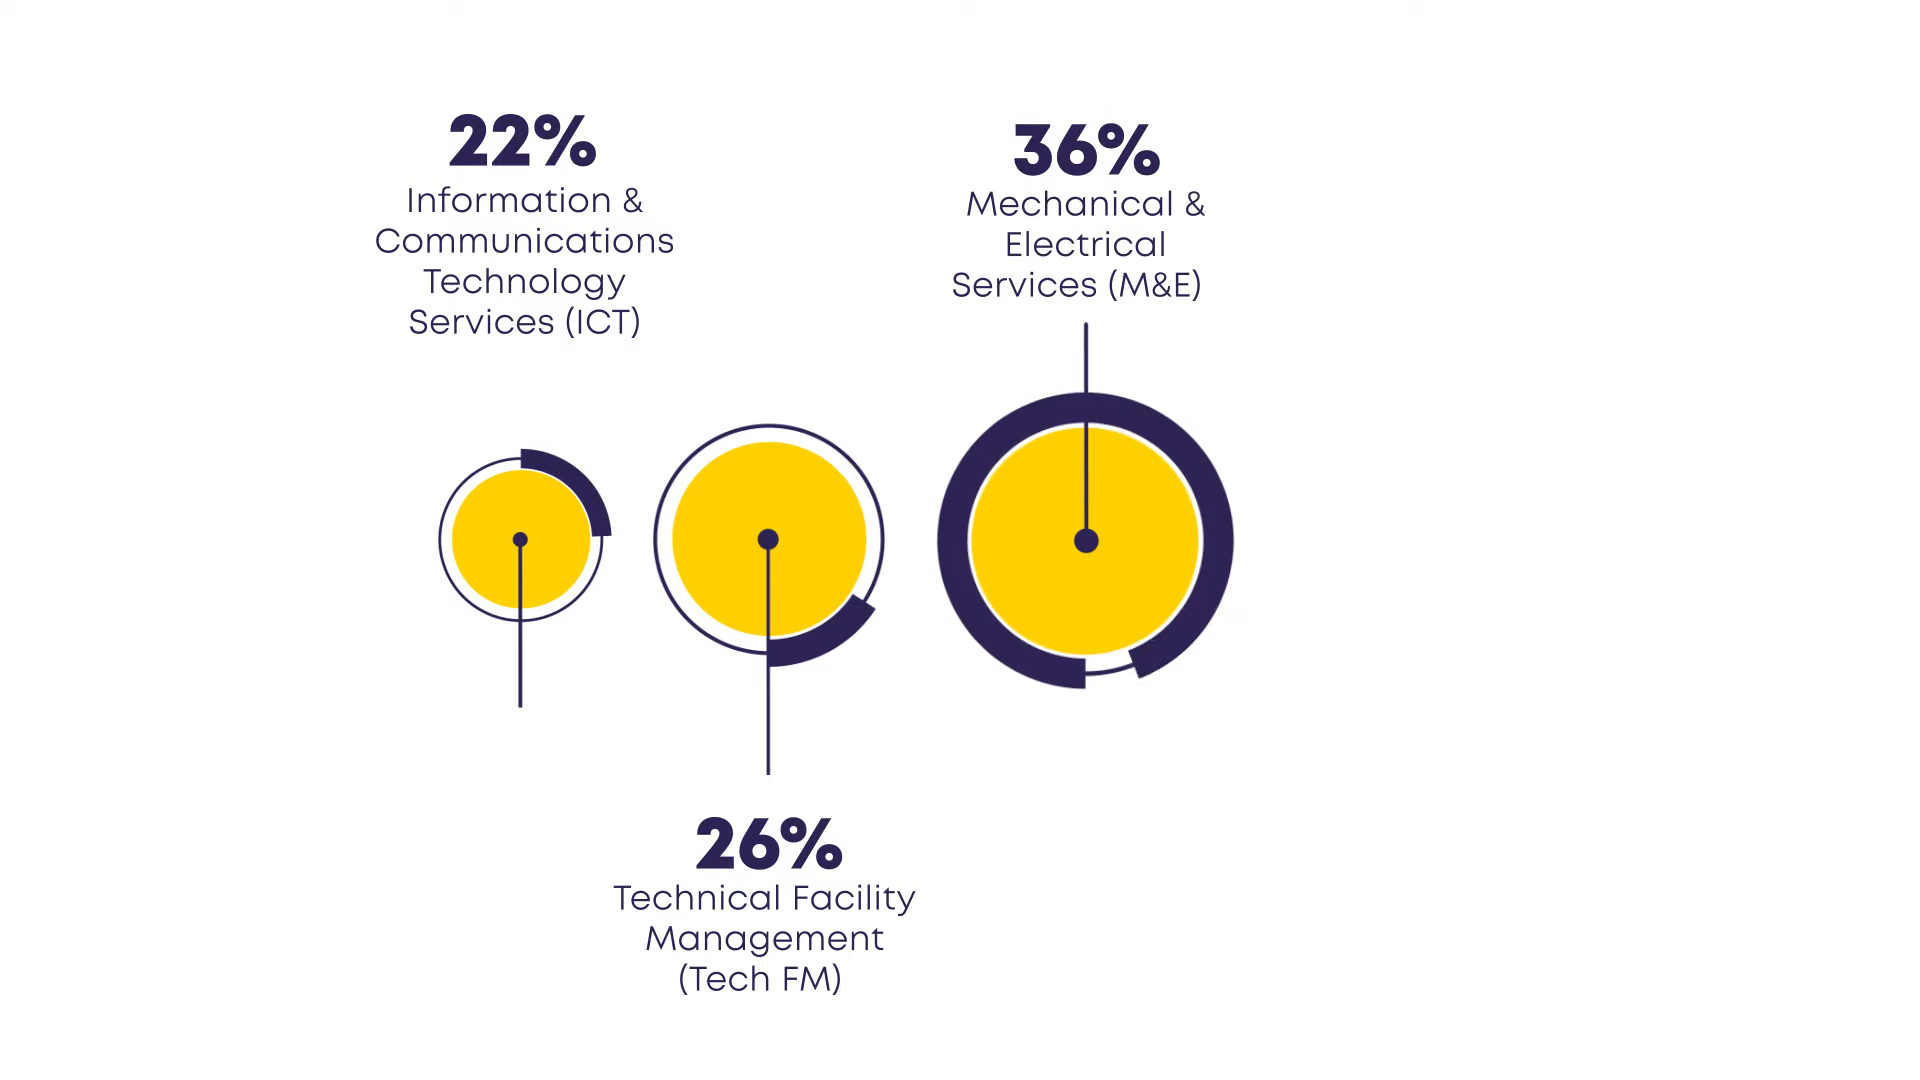 22%
Information &
Communications
Technology
Services (ICT)
36%
Mechanical &
Electrical
Services (M&E)
26%
Technical Facility
Management
(Tech FM)